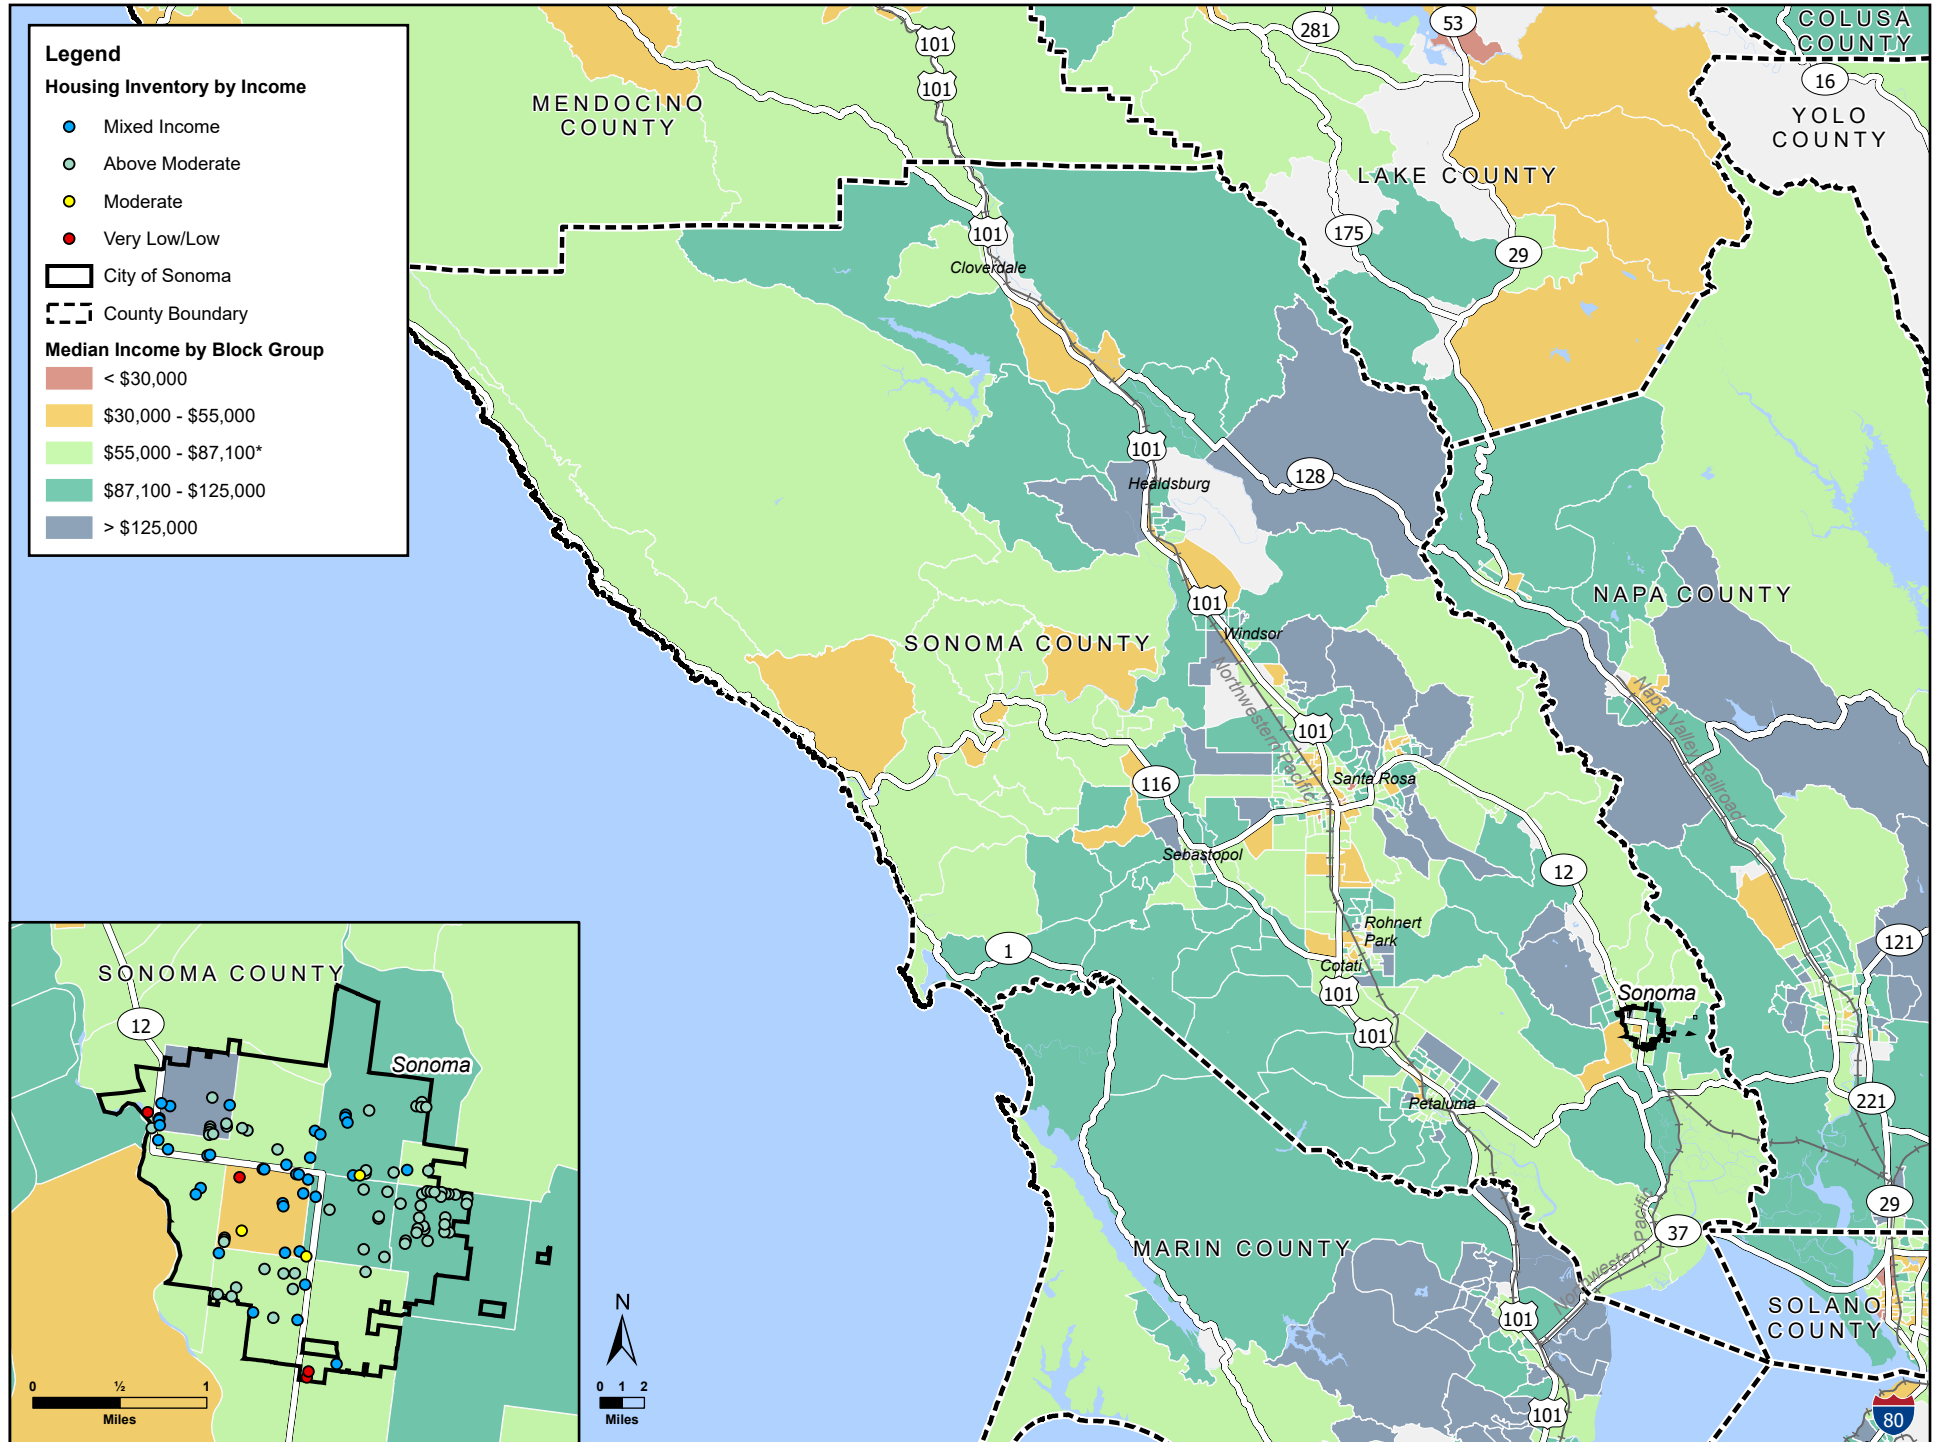 Legend
Housing Inventory by Income
Mixed Income
Above Moderate
Moderate
Very Low/Low
City of Sonoma
County Boundary
Median Income by Block Group
< $30,000
$30,000 - $55,000
$55,000 - $87,100*
$87,100 - $125,000
> $125,000
101
101
281
53
COLUSA
COUNTY
16
YOLO
COUNTY
MENDOCINO
COUNTY
LAKE COUNTY
175
29
101
Cloverdale
101
Healdsburg
128
NAPA COUNTY
101
Windsor
SONOMA COUNTY
Northwestern Pacific
Napa Valley Railroad
101
116
Santa Rosa
Sebastopol
12
Rohnert
Park
121
1
Cotati
101
Sonoma
101
Petaluma
221
29
37
Northwestern Pacific
MARIN COUNTY
101
SOLANO
COUNTY
101
80
SONOMA COUNTY
12
Sonoma
0 ½ 1
Miles
N
0 1 2
Miles